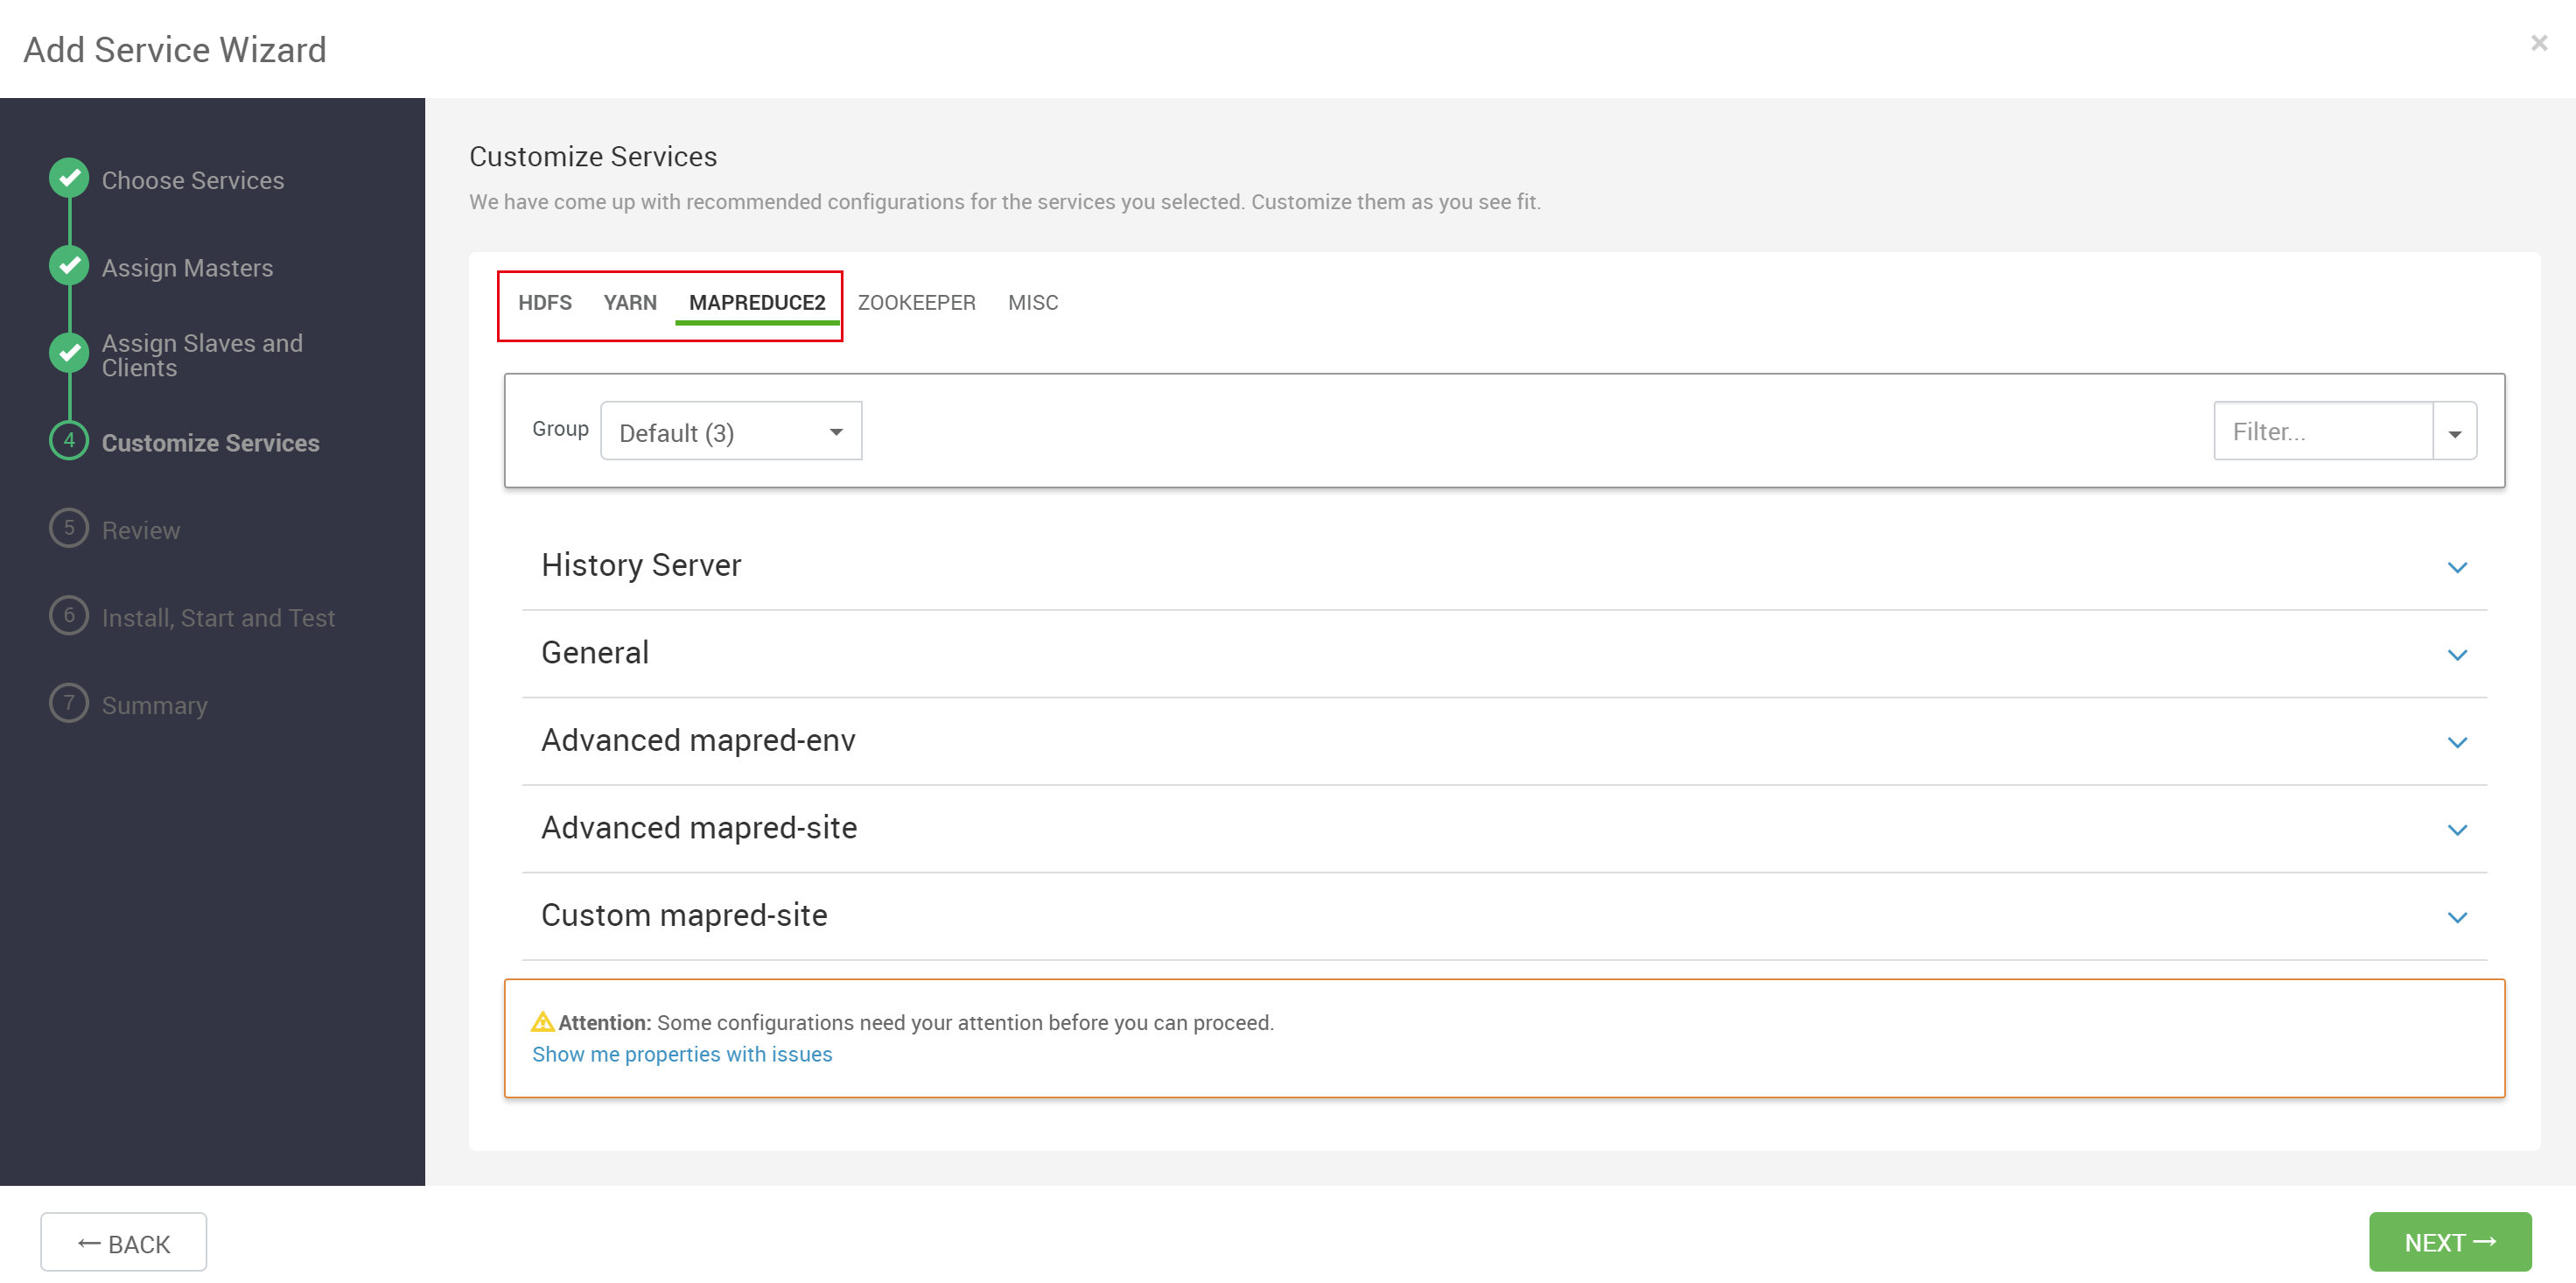 Add Service Wizard
×
Choose Services
Assign Masters
Assign Slaves and
Clients
4 Customize Services
5 Review
6 Install, Start and Test
7 Summary
Customize Services
We have come up with recommended configurations for the services you selected. Customize them as you see fit.
HDFS YARN MAPREDUCE2 ZOOKEEPER MISC
Group Default (3) Filter...
History Server
General
Advanced mapred-env
Advanced mapred-site
Custom mapred-site
Attention: Some configurations need your attention before you can proceed.
Show me properties with issues
← BACK
NEXT →